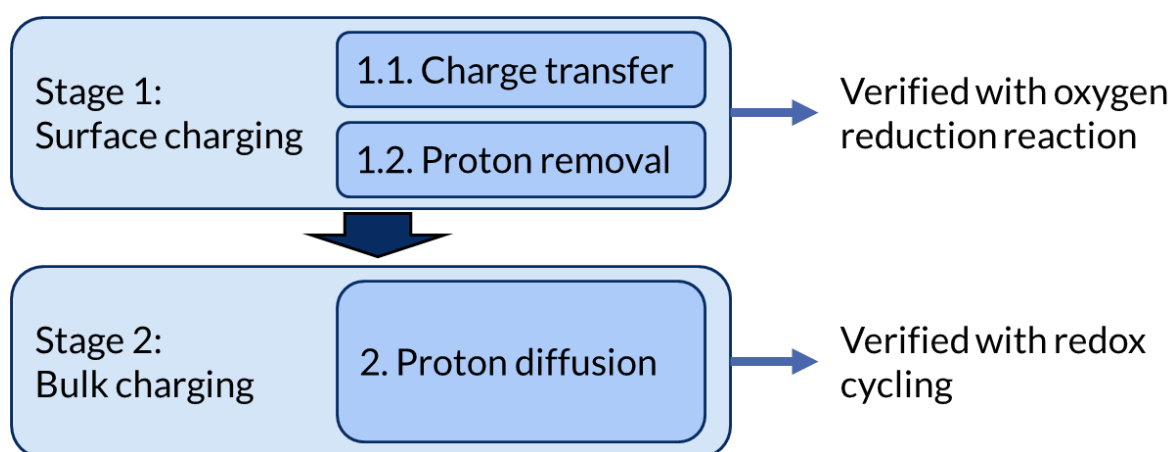 Stage 1:
Surface charging
1.1. Charge transfer
1.2. Proton removal
Verified with oxygen
reduction reaction
Stage 2:
Bulk charging
2. Proton diffusion
Verified with redox
cycling